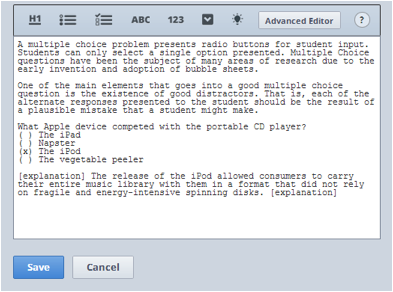 H1 ABC 123 Advanced Editor ?
A multiple choice problem presents radio buttons for student input.
Students can only select a single option presented. Multiple Choice
questions have been the subject of many areas of research due to the
early invention and adoption of bubble sheets.
One of the main elements that goes into a good multiple choice
question is the existence of good distractors. That is, each of the
alternate responses presented to the student should be the result of
a plausible mistake that a student might make.
What Apple device competed with the portable CD player?
( ) The iPad
( ) Napster
(x) The iPod
( ) The vegetable peeler
[explanation] The release of the iPod allowed consumers to carry
their entire music library with them in a format that did not rely
on fragile and energy-intensive spinning disks. [explanation]
Save Cancel